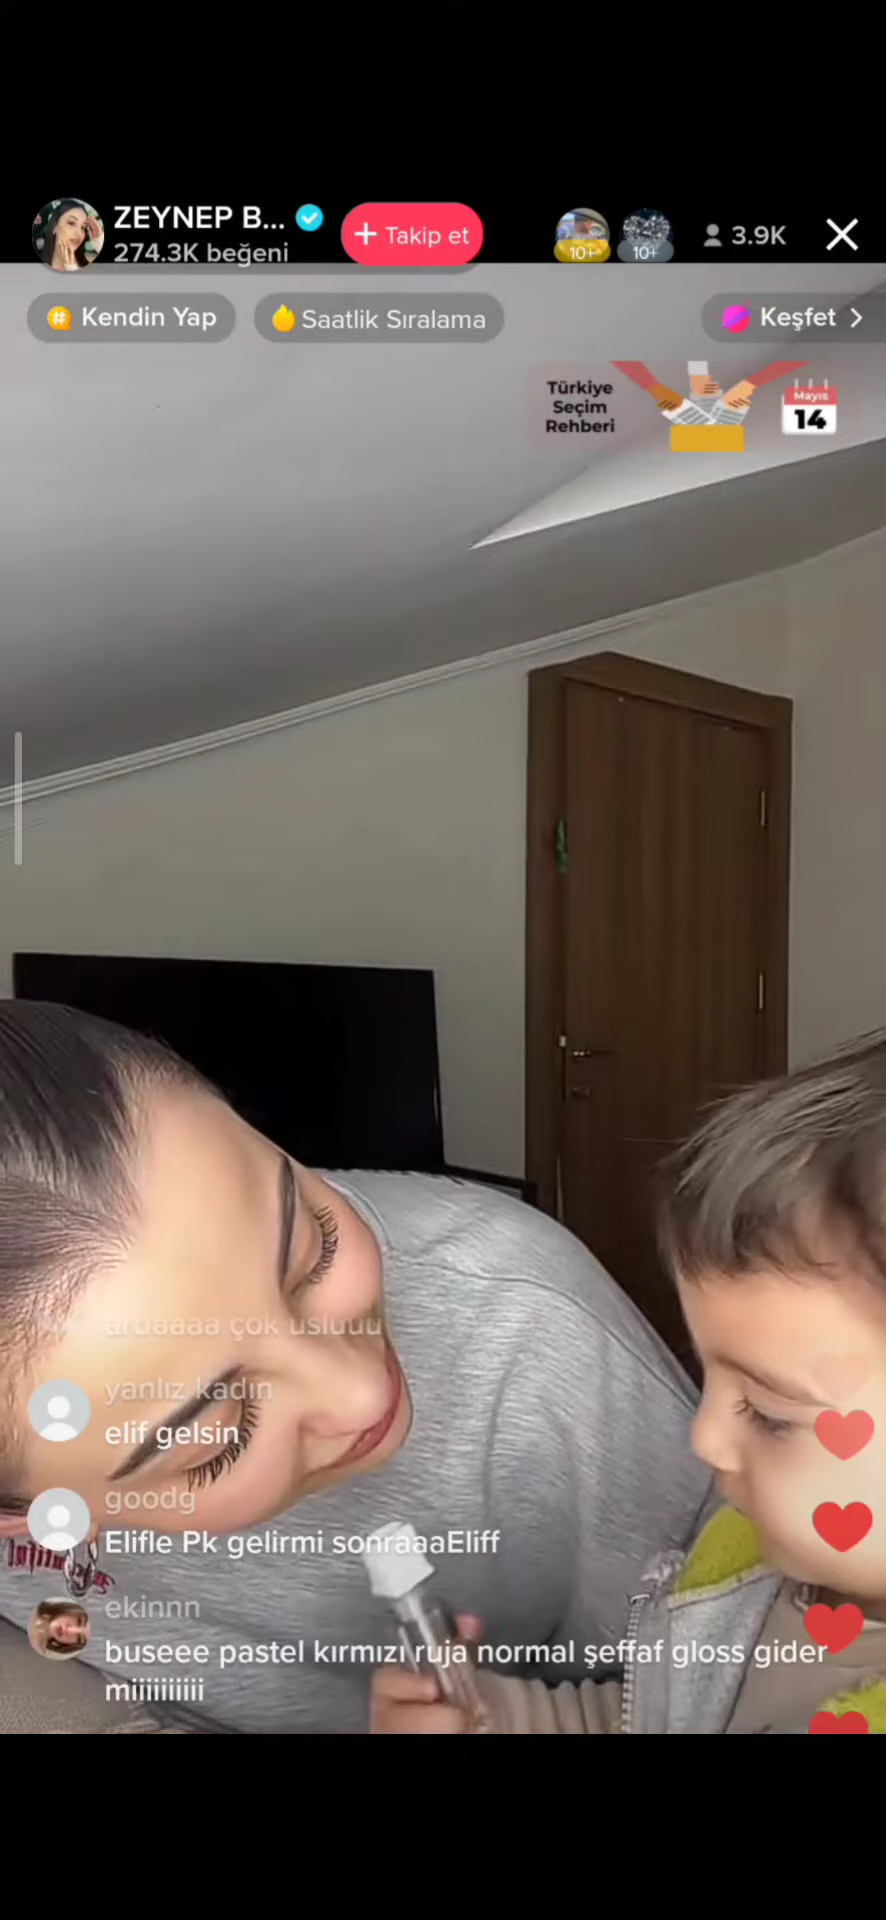 ZEYNEP B...
274.3K beğeni
+ Takip et
10+
10+
3.9K
Kendin Yap
Saatlik Sıralama
Keşfet >
Türkiye
Seçim
Rehberi
Mayıs
14
ardaaaa çok usluuu
yanlız kadın
elif gelsin
goodg
Elifle Pk gelirmi sonraaaEliff
ekinnn
buseee pastel kırmızı ruja normal şeffaf gloss gider
miiiiiiiiii